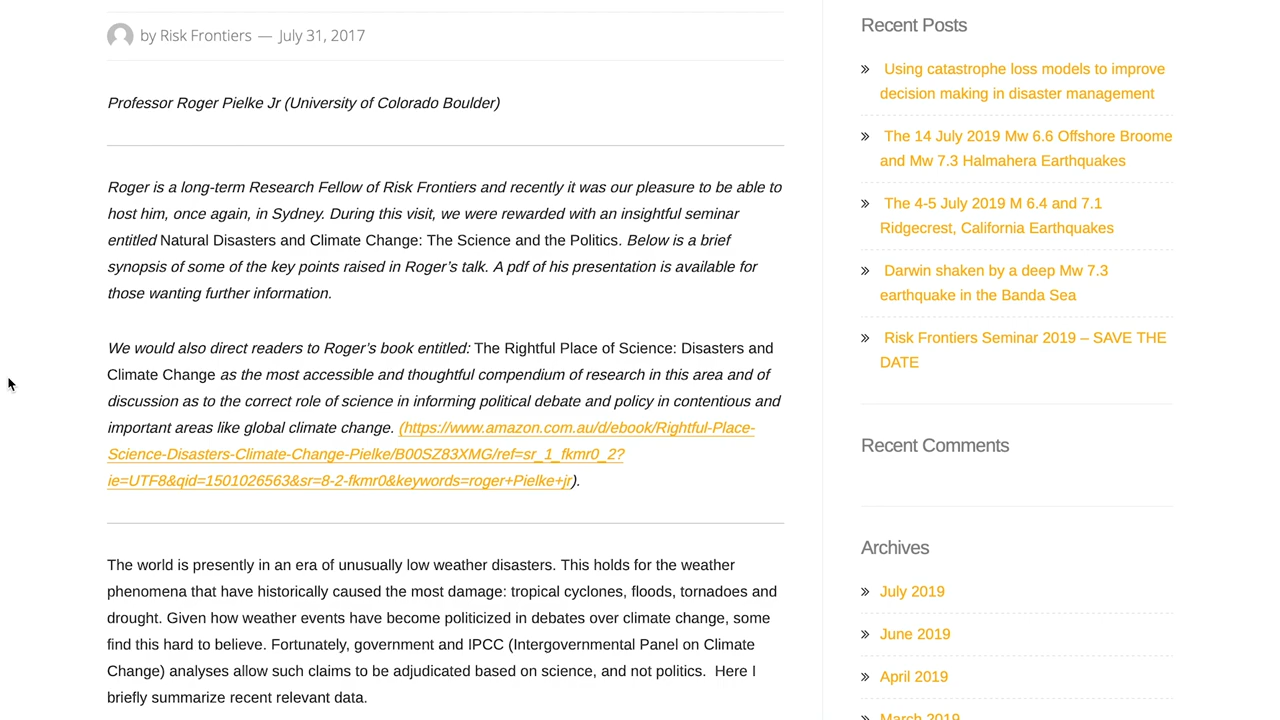 by Risk Frontiers — July 31, 2017
Professor Roger Pielke Jr (University of Colorado Boulder)
Roger is a long-term Research Fellow of Risk Frontiers and recently it was our pleasure to be able to
host him, once again, in Sydney. During this visit, we were rewarded with an insightful seminar
entitled Natural Disasters and Climate Change: The Science and the Politics. Below is a brief
synopsis of some of the key points raised in Roger’s talk. A pdf of his presentation is available for
those wanting further information.
We would also direct readers to Roger’s book entitled: The Rightful Place of Science: Disasters and
Climate Change as the most accessible and thoughtful compendium of research in this area and of
discussion as to the correct role of science in informing political debate and policy in contentious and
important areas like global climate change. (https://www.amazon.com.au/d/ebook/Rightful-Place-
Science-Disasters-Climate-Change-Pielke/B00SZ83XMG/ref=sr_1_fkmr0_2?
ie=UTF8&qid=1501026563&sr=8-2-fkmr0&keywords=roger+Pielke+jr).
The world is presently in an era of unusually low weather disasters. This holds for the weather
phenomena that have historically caused the most damage: tropical cyclones, floods, tornadoes and
drought. Given how weather events have become politicized in debates over climate change, some
find this hard to believe. Fortunately, government and IPCC (Intergovernmental Panel on Climate
Change) analyses allow such claims to be adjudicated based on science, and not politics.  Here I
briefly summarize recent relevant data.
Recent Posts
» Using catastrophe loss models to improve
decision making in disaster management
» The 14 July 2019 Mw 6.6 Offshore Broome
and Mw 7.3 Halmahera Earthquakes
» The 4-5 July 2019 M 6.4 and 7.1
Ridgecrest, California Earthquakes
» Darwin shaken by a deep Mw 7.3
earthquake in the Banda Sea
» Risk Frontiers Seminar 2019 – SAVE THE
DATE
Recent Comments
Archives
» July 2019
» June 2019
» April 2019
» March 2019